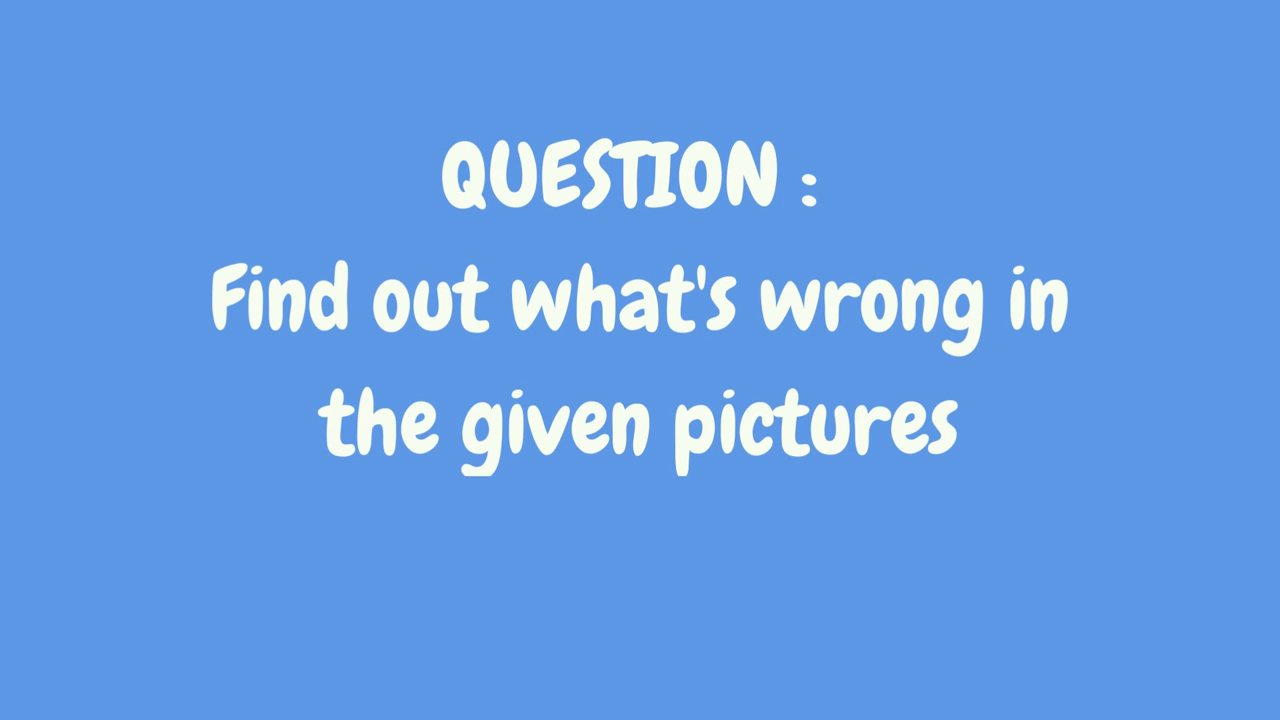 QUESTION :
Find out what's wrong in
the given pictures